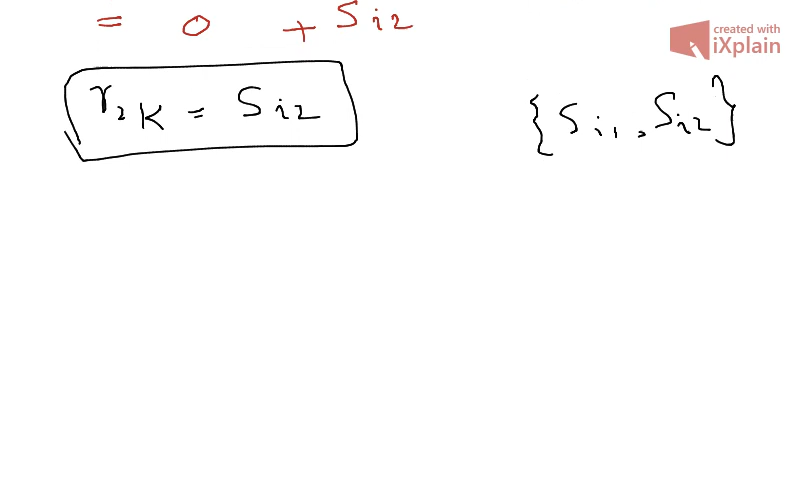 = 0 + Si2
created with
iXplain
r2K = Si2
{Si1, Si2}